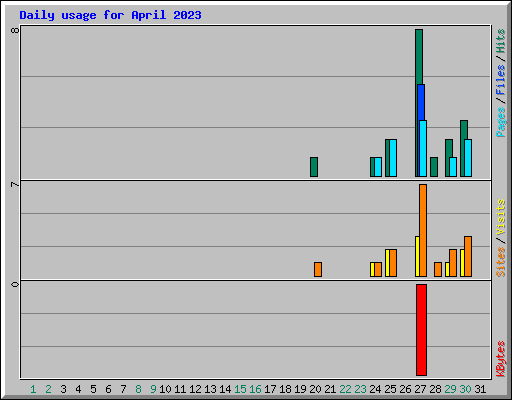 Daily usage for April 2023
8
7
0
Pages / Files / Hits
Sites / Visits
KBytes
1 2 3 4 5 6 7 8 9 10 11 12 13 14 15 16 17 18 19 20 21 22 23 24 25 26 27 28 29 30 31